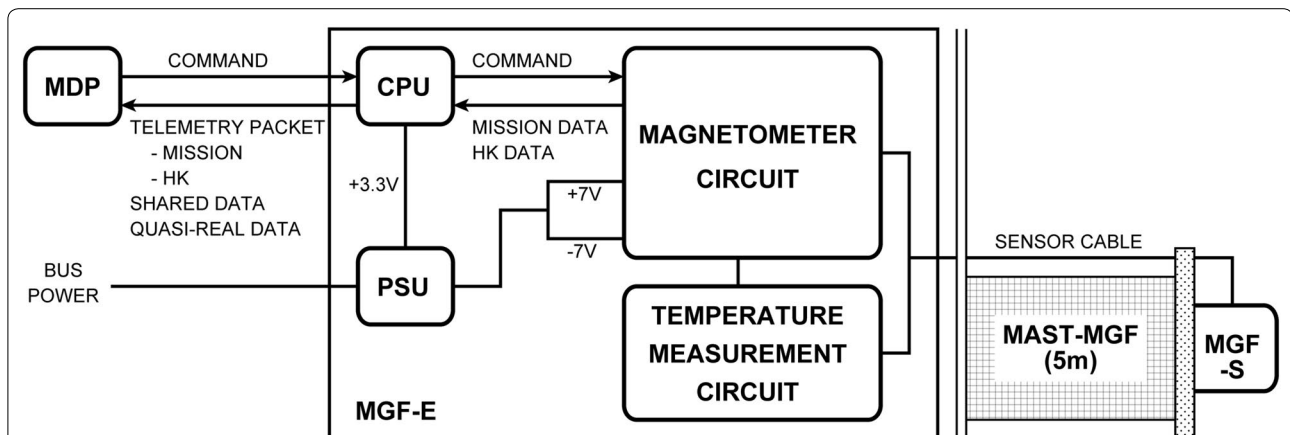 COMMAND
COMMAND
MDP
CPU
TELEMETRY PACKET
- MISSION
- HK
SHARED DATA
QUASI-REAL DATA
MISSION DATA
HK DATA
MAGNETOMETER
CIRCUIT
+3.3V
+7V
-7V
SENSOR CABLE
BUS
POWER
PSU
TEMPERATURE
MEASUREMENT
CIRCUIT
MAST-MGF
(5m)
MGF
-S
MGF-E